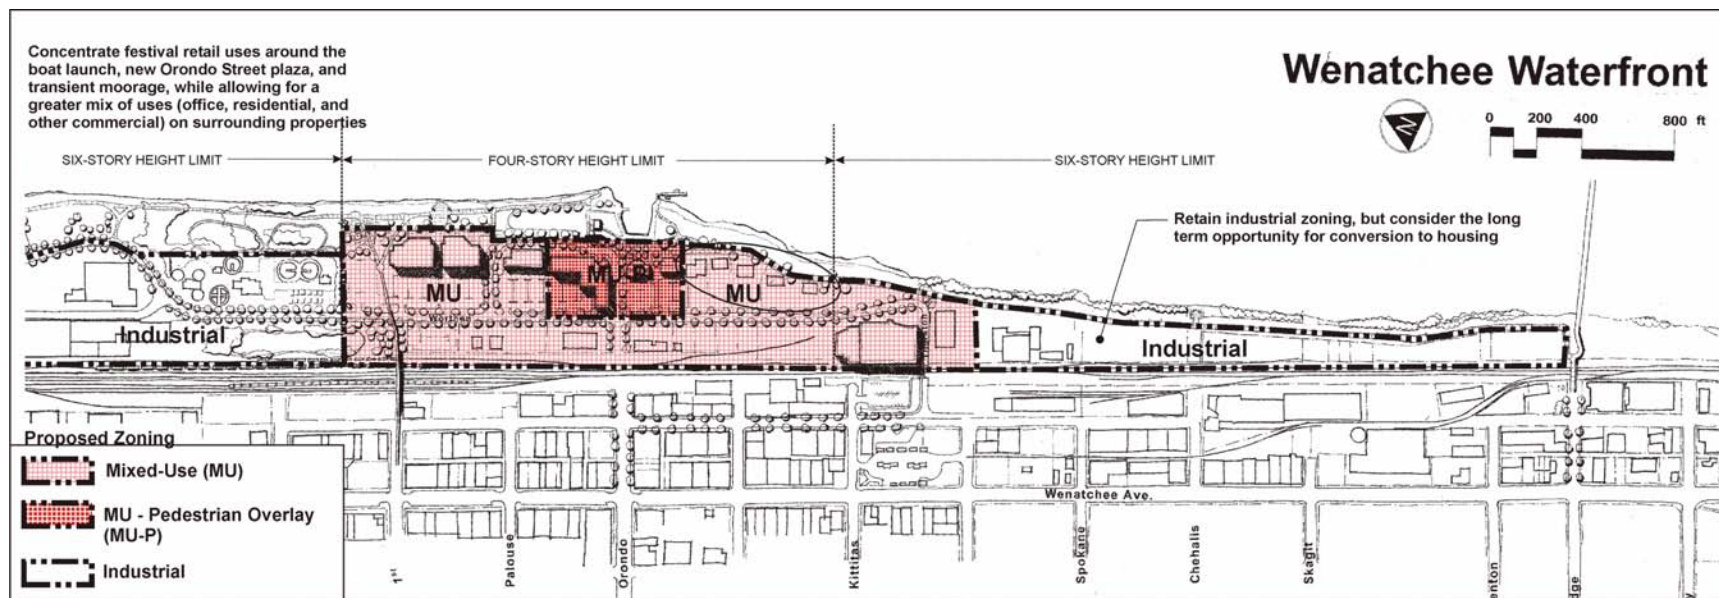 Concentrate festival retail uses around the
boat launch, new Orondo Street plaza, and
transient moorage, while allowing for a
greater mix of uses (office, residential, and
other commercial) on surrounding properties
Wenatchee Waterfront
N
0 200 400 800 ft
SIX-STORY HEIGHT LIMIT
FOUR-STORY HEIGHT LIMIT
SIX-STORY HEIGHT LIMIT
Retain industrial zoning, but consider the long
term opportunity for conversion to housing
MU
MU-P
MU
Industrial
Industrial
Proposed Zoning
Mixed-Use (MU)
MU - Pedestrian Overlay
(MU-P)
Industrial
Wenatchee Ave.
1st
Palouse
Orondo
Kittitas
Spokane
Chehalis
Skagit
enton
dge